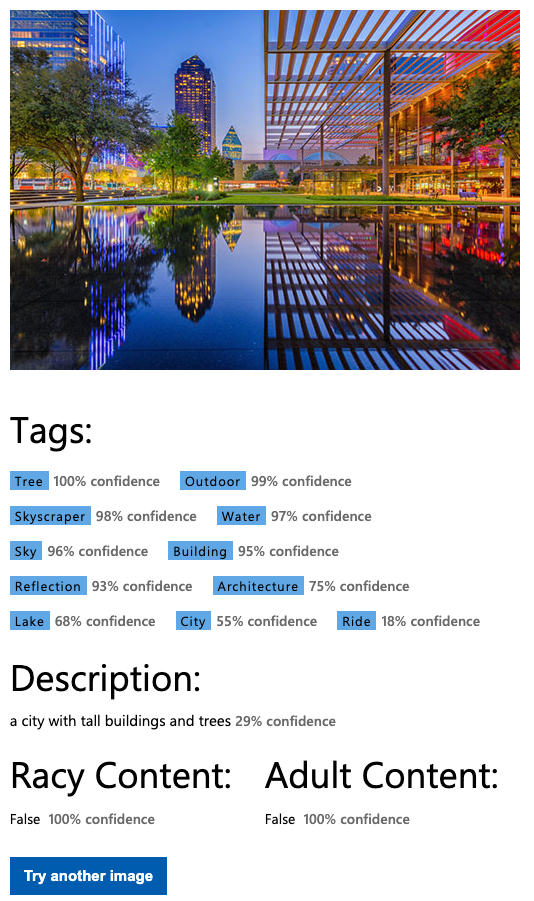 Tags:
Tree 100% confidence Outdoor 99% confidence
Skyscraper 98% confidence Water 97% confidence
Sky 96% confidence Building 95% confidence
Reflection 93% confidence Architecture 75% confidence
Lake 68% confidence City 55% confidence Ride 18% confidence
Description:
a city with tall buildings and trees 29% confidence
Racy Content: Adult Content:
False 100% confidence False 100% confidence
Try another image